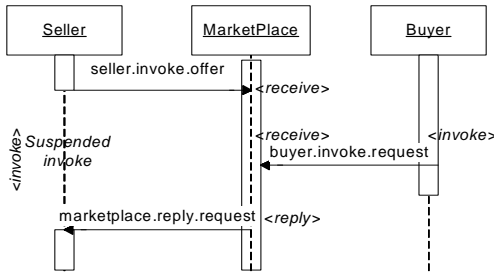 Seller
MarketPlace
Buyer
seller.invoke.offer
<receive>
<invoke>
Suspended
invoke
<receive>
<invoke>
buyer.invoke.request
marketplace.reply.request
<reply>